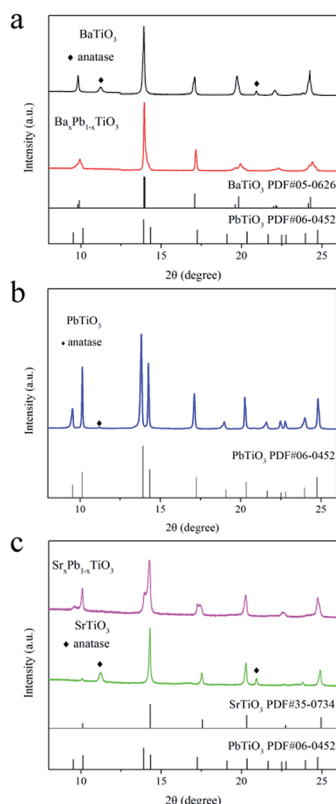 a
BaTiO3
◆ anatase
BaxPb1-xTiO3
BaTiO3 PDF#05-0626
PbTiO3 PDF#06-0452
Intensity (a.u.)
10 15 20 25
2θ (degree)
b
PbTiO3
◆ anatase
PbTiO3 PDF#06-0452
Intensity (a.u.)
10 15 20 25
2θ (degree)
c
SrxPb1-xTiO3
SrTiO3
◆ anatase
SrTiO3 PDF#35-0734
PbTiO3 PDF#06-0452
Intensity (a.u.)
10 15 20 25
2θ (degree)